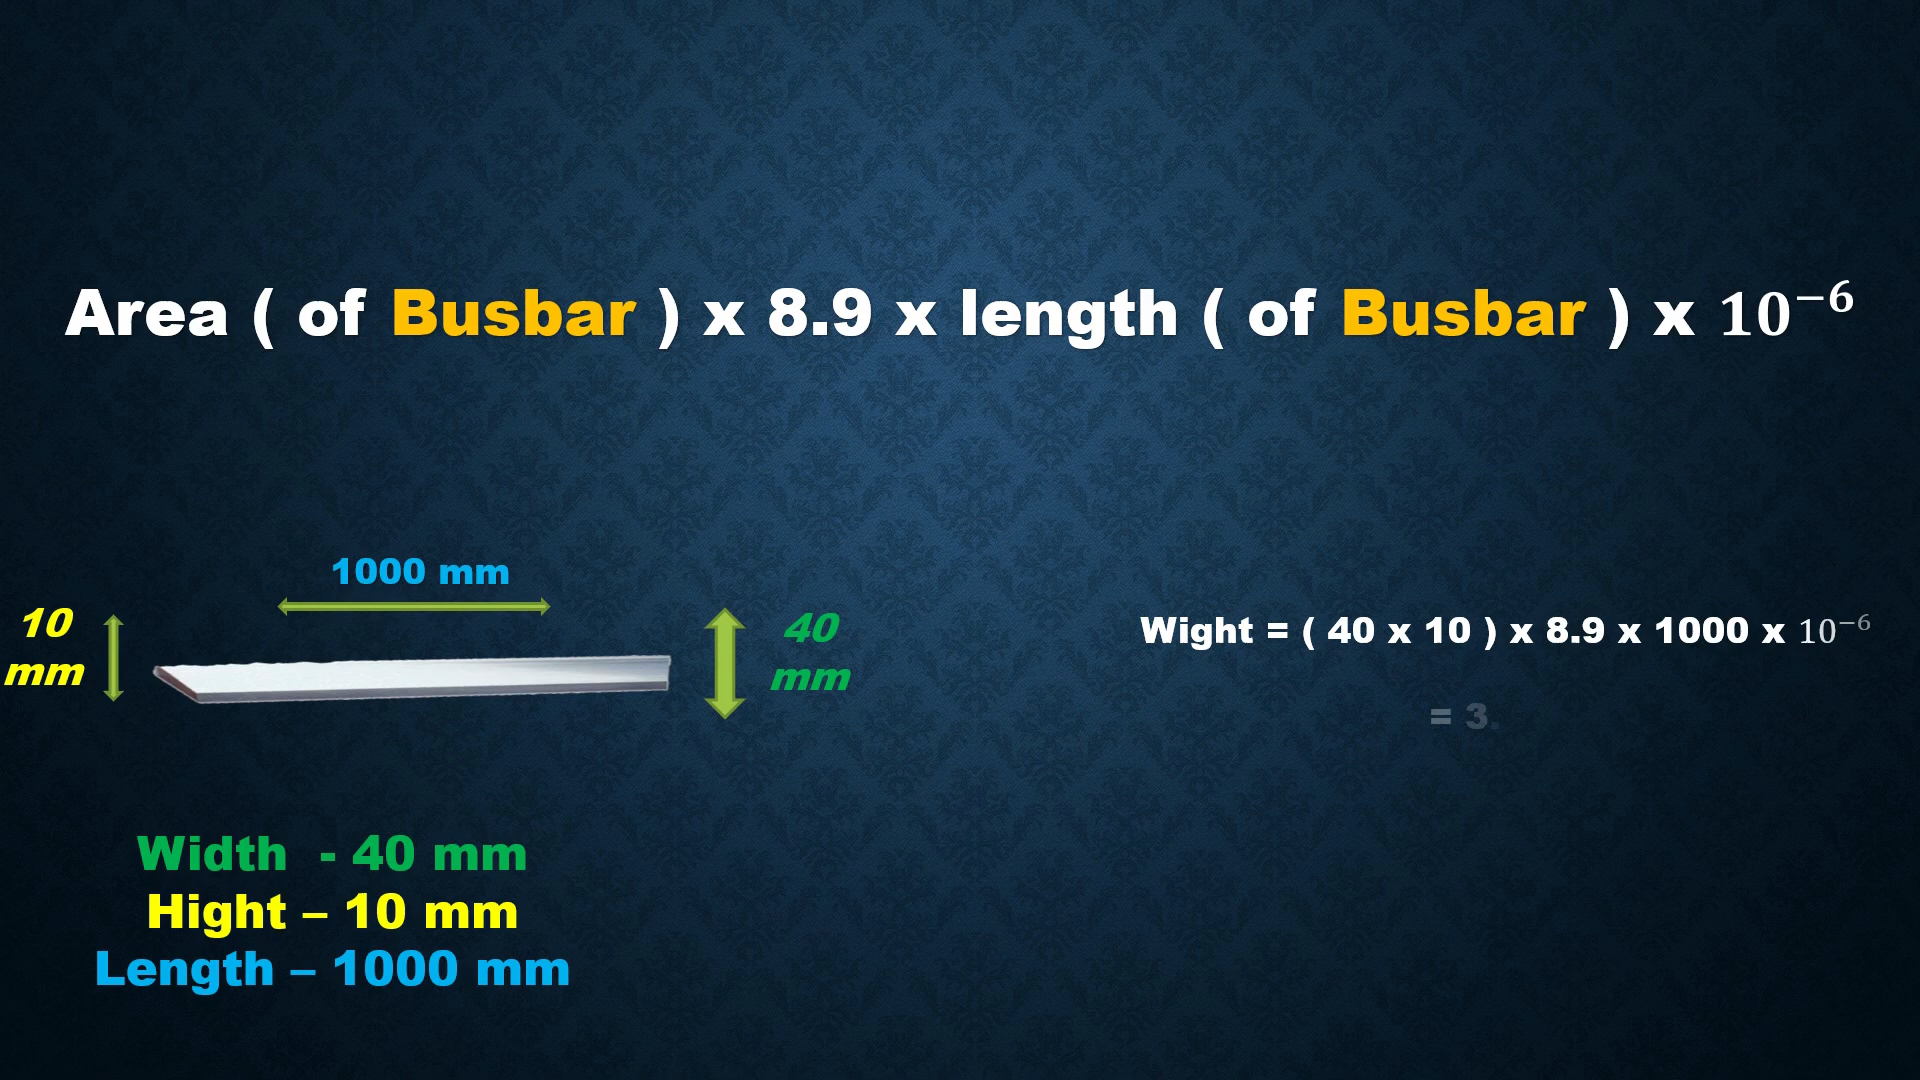 Area ( of Busbar ) x 8.9 x length ( of Busbar ) x 10⁻⁶
1000 mm
10
mm
40
mm
Wight = ( 40 x 10 ) x 8.9 x 1000 x 10⁻⁶
= 3.
Width - 40 mm
Hight – 10 mm
Length – 1000 mm